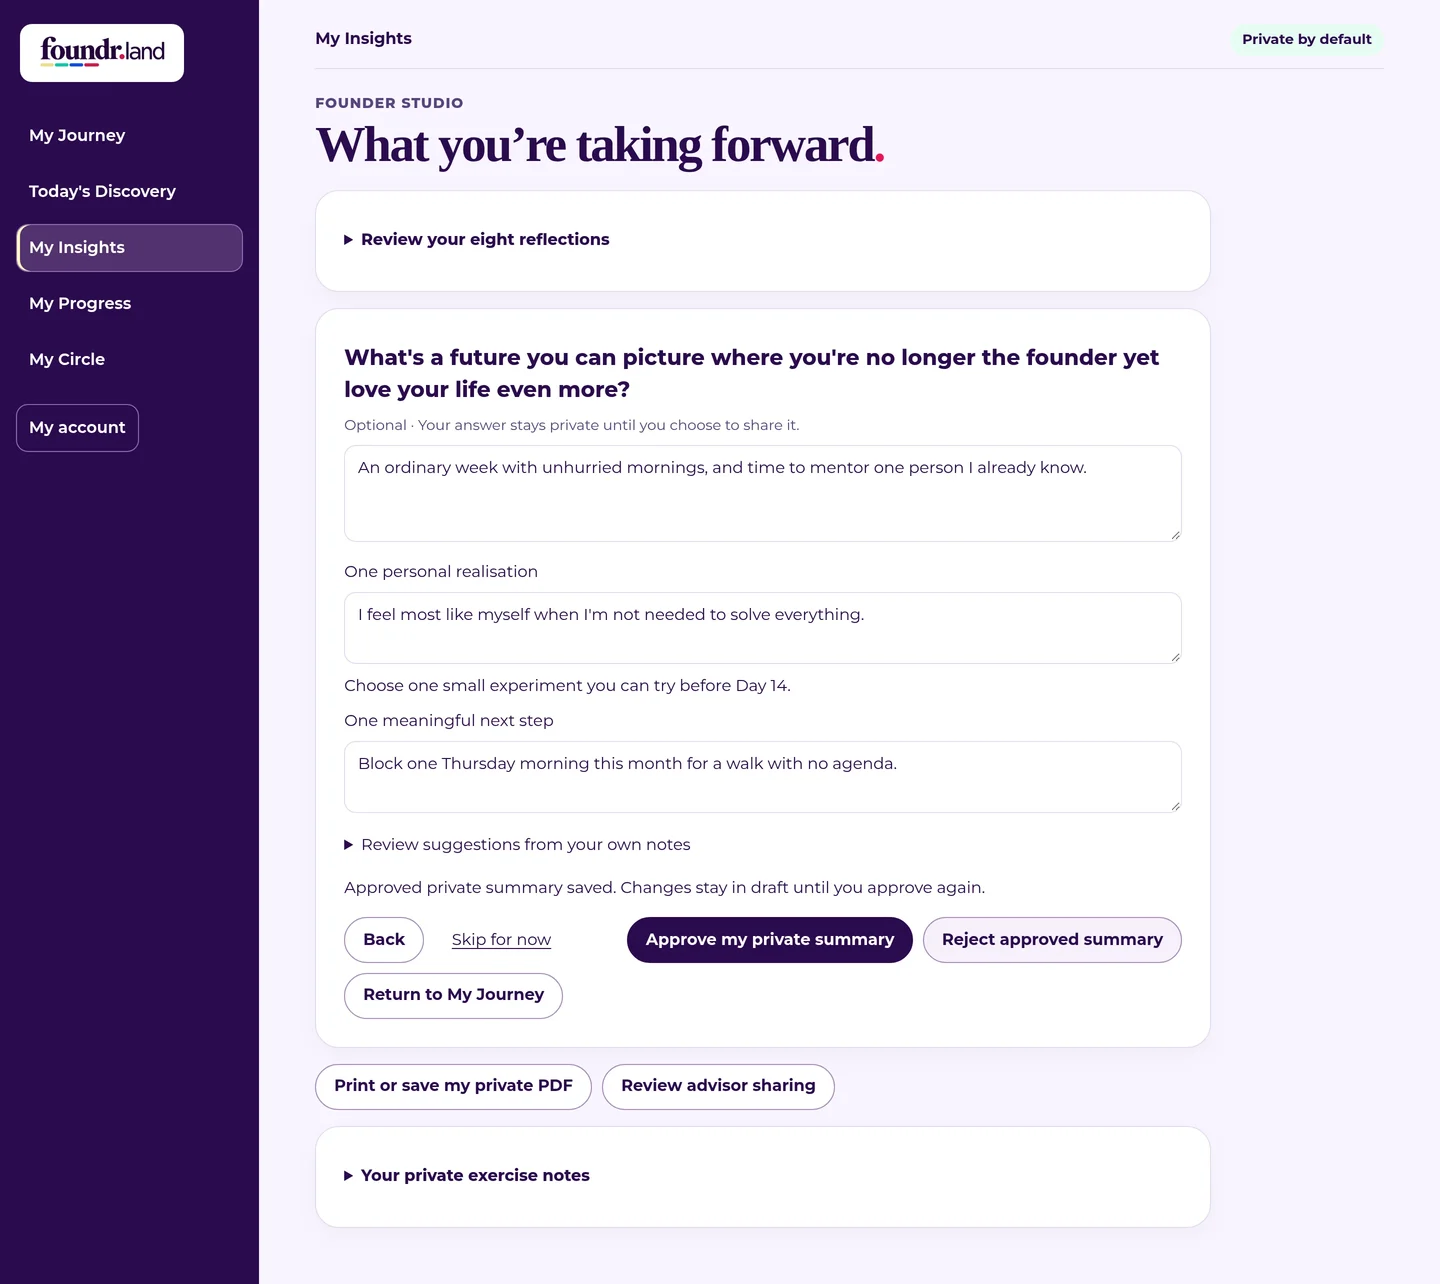 foundr.land
My Journey
Today's Discovery
My Insights
My Progress
My Circle
My account
My Insights
Private by default
FOUNDER STUDIO
What you’re taking forward.
Review your eight reflections
What's a future you can picture where you're no longer the founder yet
love your life even more?
Optional · Your answer stays private until you choose to share it.
An ordinary week with unhurried mornings, and time to mentor one person I already know.
One personal realisation
I feel most like myself when I'm not needed to solve everything.
Choose one small experiment you can try before Day 14.
One meaningful next step
Block one Thursday morning this month for a walk with no agenda.
Review suggestions from your own notes
Approved private summary saved. Changes stay in draft until you approve again.
Back
Skip for now
Approve my private summary
Reject approved summary
Return to My Journey
Print or save my private PDF
Review advisor sharing
Your private exercise notes